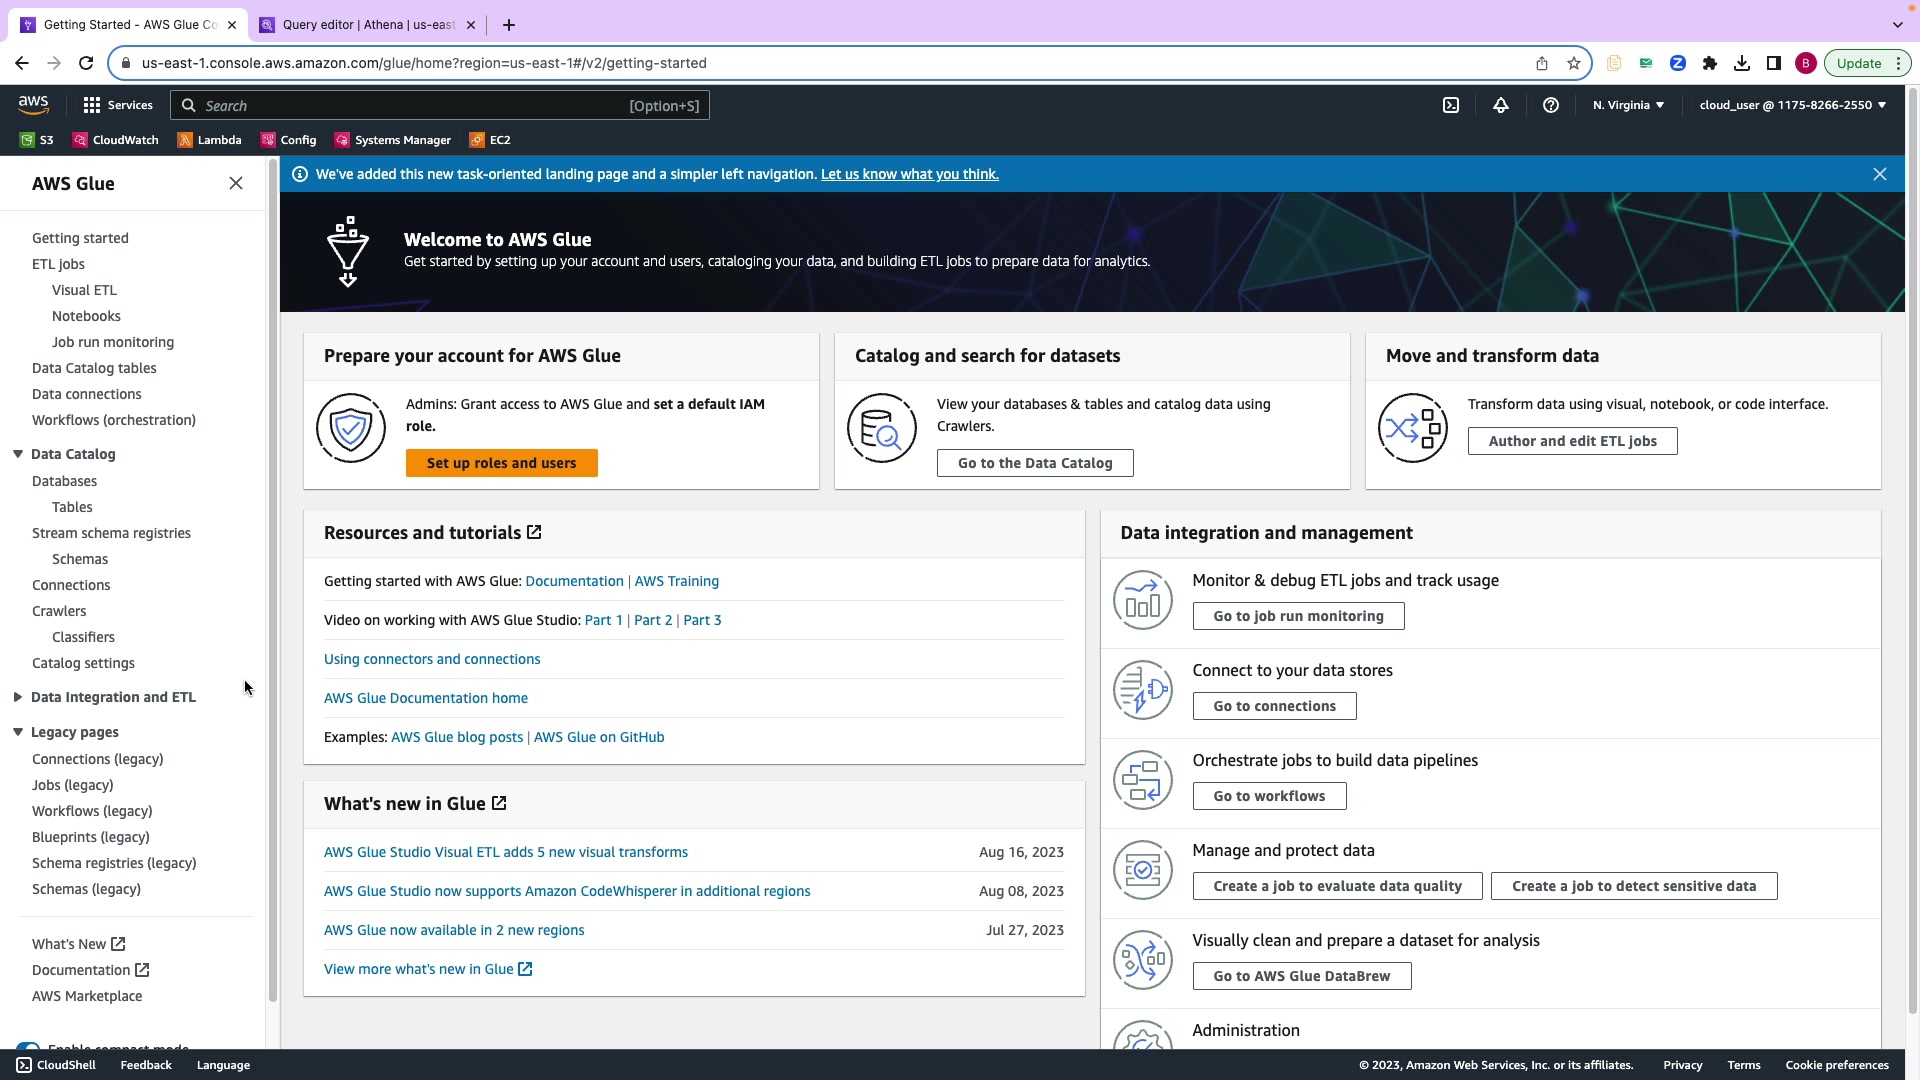 Getting Started - AWS Glue Co
Query editor | Athena | us-east
us-east-1.console.aws.amazon.com/glue/home?region=us-east-1#/v2/getting-started
B
Update
aws
Services
Search
[Option+S]
N. Virginia
cloud_user @ 1175-8266-2550
S3
CloudWatch
Lambda
Config
Systems Manager
EC2
AWS Glue
Getting started
ETL jobs
Visual ETL
Notebooks
Job run monitoring
Data Catalog tables
Data connections
Workflows (orchestration)
Data Catalog
Databases
Tables
Stream schema registries
Schemas
Connections
Crawlers
Classifiers
Catalog settings
Data Integration and ETL
Legacy pages
Connections (legacy)
Jobs (legacy)
Workflows (legacy)
Blueprints (legacy)
Schema registries (legacy)
Schemas (legacy)
What's New
Documentation
AWS Marketplace
Enable compact mode
We've added this new task-oriented landing page and a simpler left navigation. Let us know what you think.
Welcome to AWS Glue
Get started by setting up your account and users, cataloging your data, and building ETL jobs to prepare data for analytics.
Prepare your account for AWS Glue
Admins: Grant access to AWS Glue and set a default IAM
role.
Set up roles and users
Catalog and search for datasets
View your databases & tables and catalog data using
Crawlers.
Go to the Data Catalog
Move and transform data
Transform data using visual, notebook, or code interface.
Author and edit ETL jobs
Resources and tutorials
Getting started with AWS Glue: Documentation | AWS Training
Video on working with AWS Glue Studio: Part 1 | Part 2 | Part 3
Using connectors and connections
AWS Glue Documentation home
Examples: AWS Glue blog posts | AWS Glue on GitHub
What's new in Glue
AWS Glue Studio Visual ETL adds 5 new visual transforms Aug 16, 2023
AWS Glue Studio now supports Amazon CodeWhisperer in additional regions Aug 08, 2023
AWS Glue now available in 2 new regions Jul 27, 2023
View more what's new in Glue
Data integration and management
Monitor & debug ETL jobs and track usage
Go to job run monitoring
Connect to your data stores
Go to connections
Orchestrate jobs to build data pipelines
Go to workflows
Manage and protect data
Create a job to evaluate data quality
Create a job to detect sensitive data
Visually clean and prepare a dataset for analysis
Go to AWS Glue DataBrew
Administration
CloudShell
Feedback
Language
© 2023, Amazon Web Services, Inc. or its affiliates.
Privacy
Terms
Cookie preferences